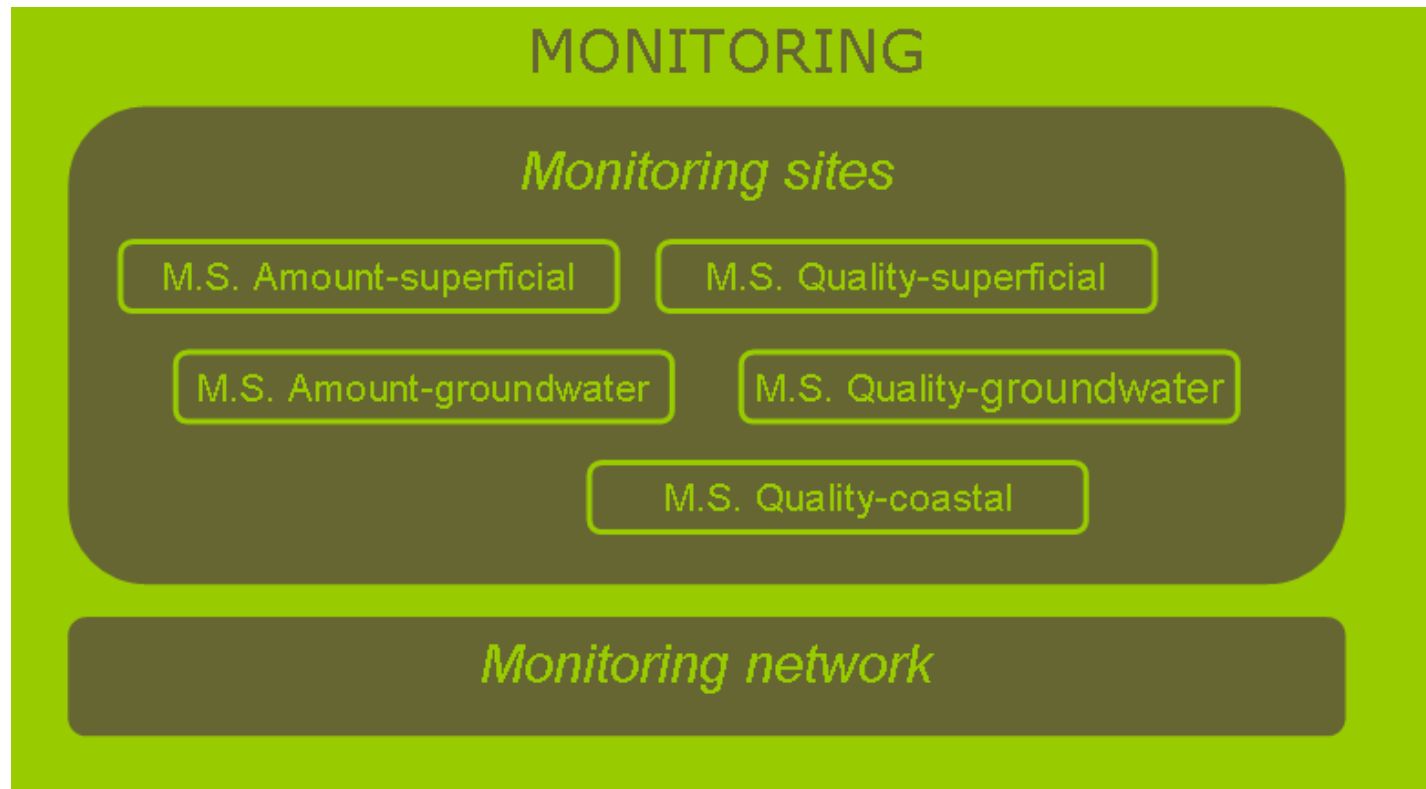 MONITORING
Monitoring sites
M.S. Amount-superficial
M.S. Quality-superficial
M.S. Amount-groundwater
M.S. Quality-groundwater
M.S. Quality-coastal
Monitoring network